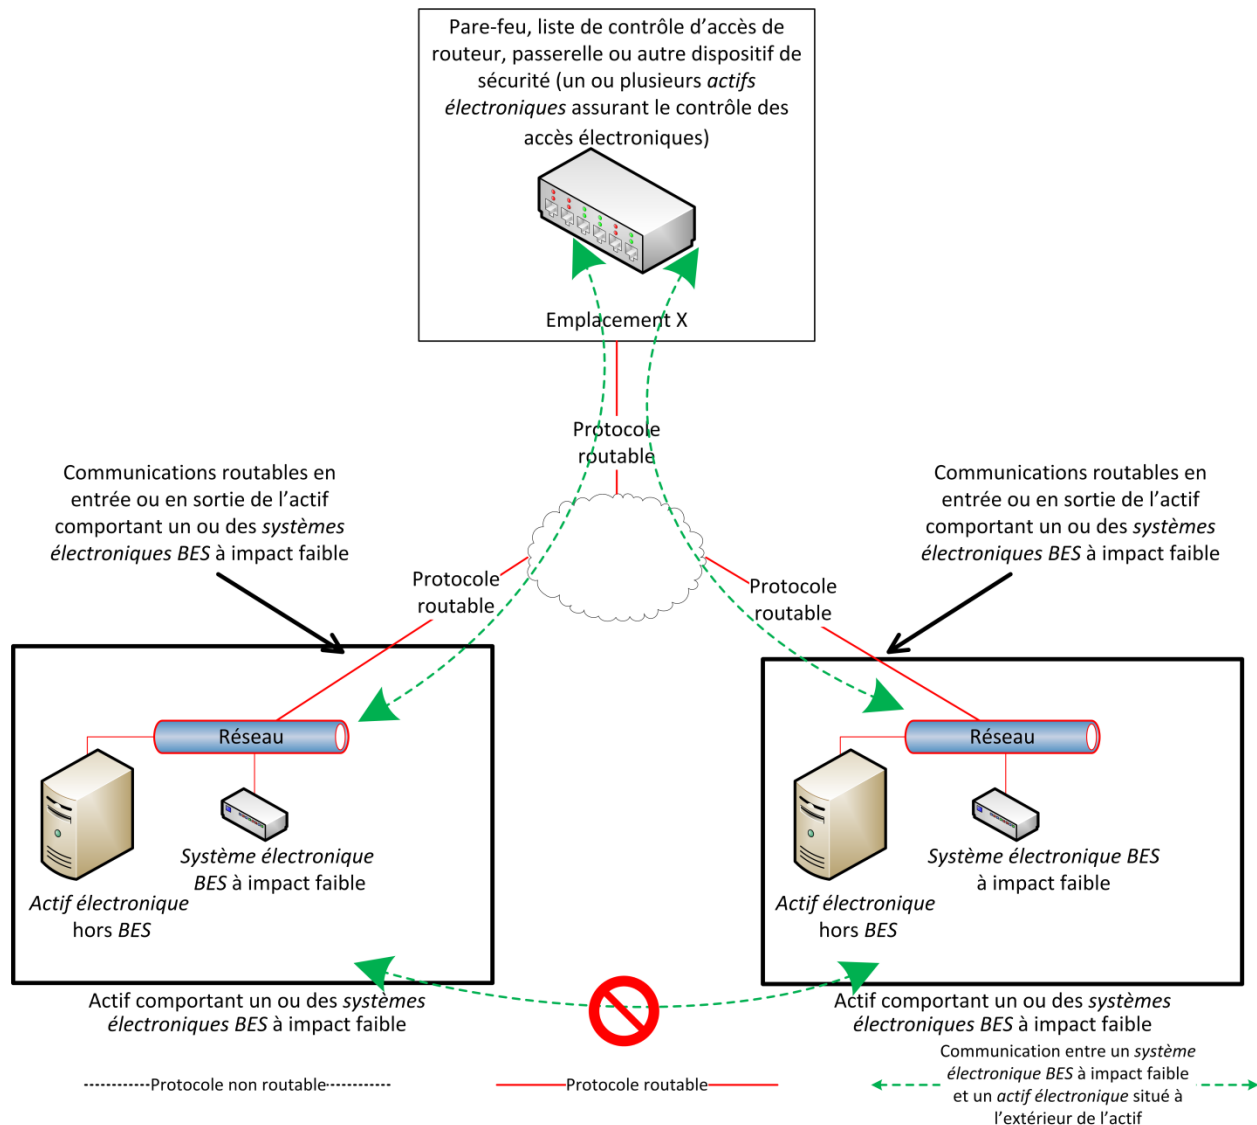 Pare-feu, liste de contrôle d'accès de
routeur, passerelle ou autre dispositif de
sécurité (un ou plusieurs actifs
électroniques assurant le contrôle des
accès électroniques)
Emplacement X
Protocole
routable
Communications routables en
entrée ou en sortie de l'actif
comportant un ou des systèmes
électroniques BES à impact faible
Communications routables en
entrée ou en sortie de l'actif
comportant un ou des systèmes
électroniques BES à impact faible
Protocole
routable
Protocole
routable
Réseau
Système électronique
BES à impact faible
Actif électronique
hors BES
Réseau
Système électronique BES
à impact faible
Actif électronique
hors BES
Actif comportant un ou des systèmes
électroniques BES à impact faible
Actif comportant un ou des systèmes
électroniques BES à impact faible
Protocole non routable
Protocole routable
Communication entre un système
électronique BES à impact faible
et un actif électronique situé à
l'extérieur de l'actif